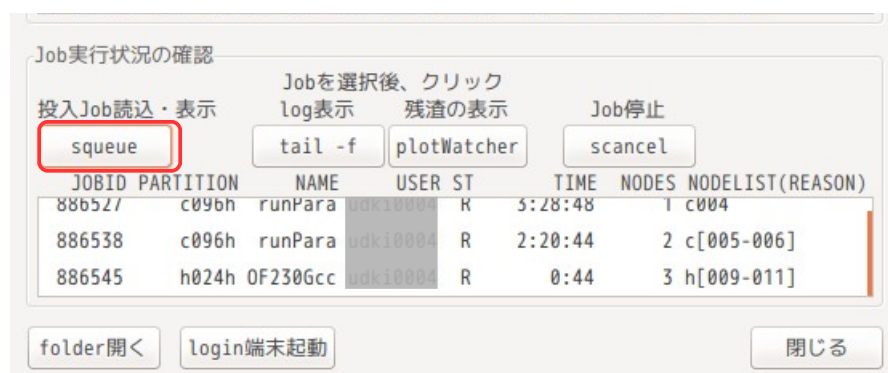 Job実行状況の確認
Jobを選択後、クリック
投入Job読込・表示 log表示 残渣の表示 Job停止
squeue tail -f plotWatcher scancel
JOBID PARTITION NAME USER ST TIME NODES NODELIST(REASON)
886527 c096h runPara udki0004 R 3:28:48 1 c004
886538 c096h runPara udki0004 R 2:20:44 2 c[005-006]
886545 h024h OF230Gcc udki0004 R 0:44 3 h[009-011]
folder開く login端末起動 閉じる